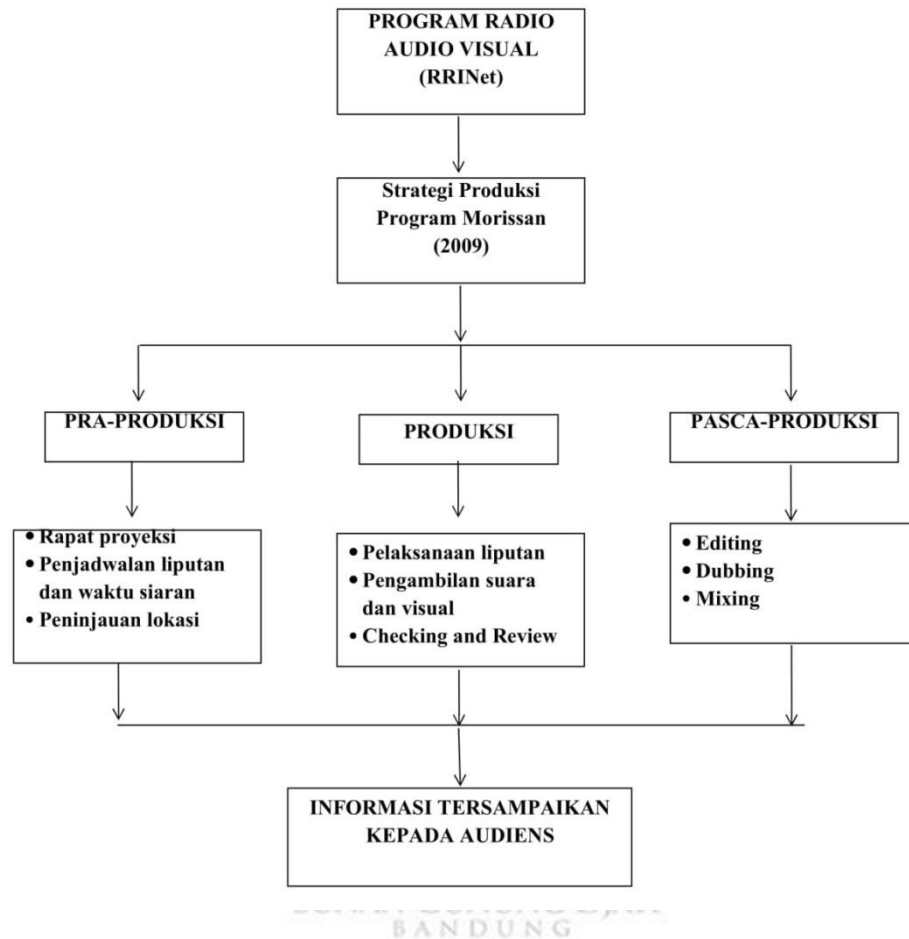 PROGRAM RADIO
AUDIO VISUAL
(RRINet)
Strategi Produksi
Program Morissan
(2009)
PRA-PRODUKSI
PRODUKSI
PASCA-PRODUKSI
• Rapat proyeksi
• Penjadwalan liputan
dan waktu siaran
• Peninjauan lokasi
• Pelaksanaan liputan
• Pengambilan suara
dan visual
• Checking and Review
• Editing
• Dubbing
• Mixing
INFORMASI TERSAMPAIKAN
KEPADA AUDIENS
BANDUNG